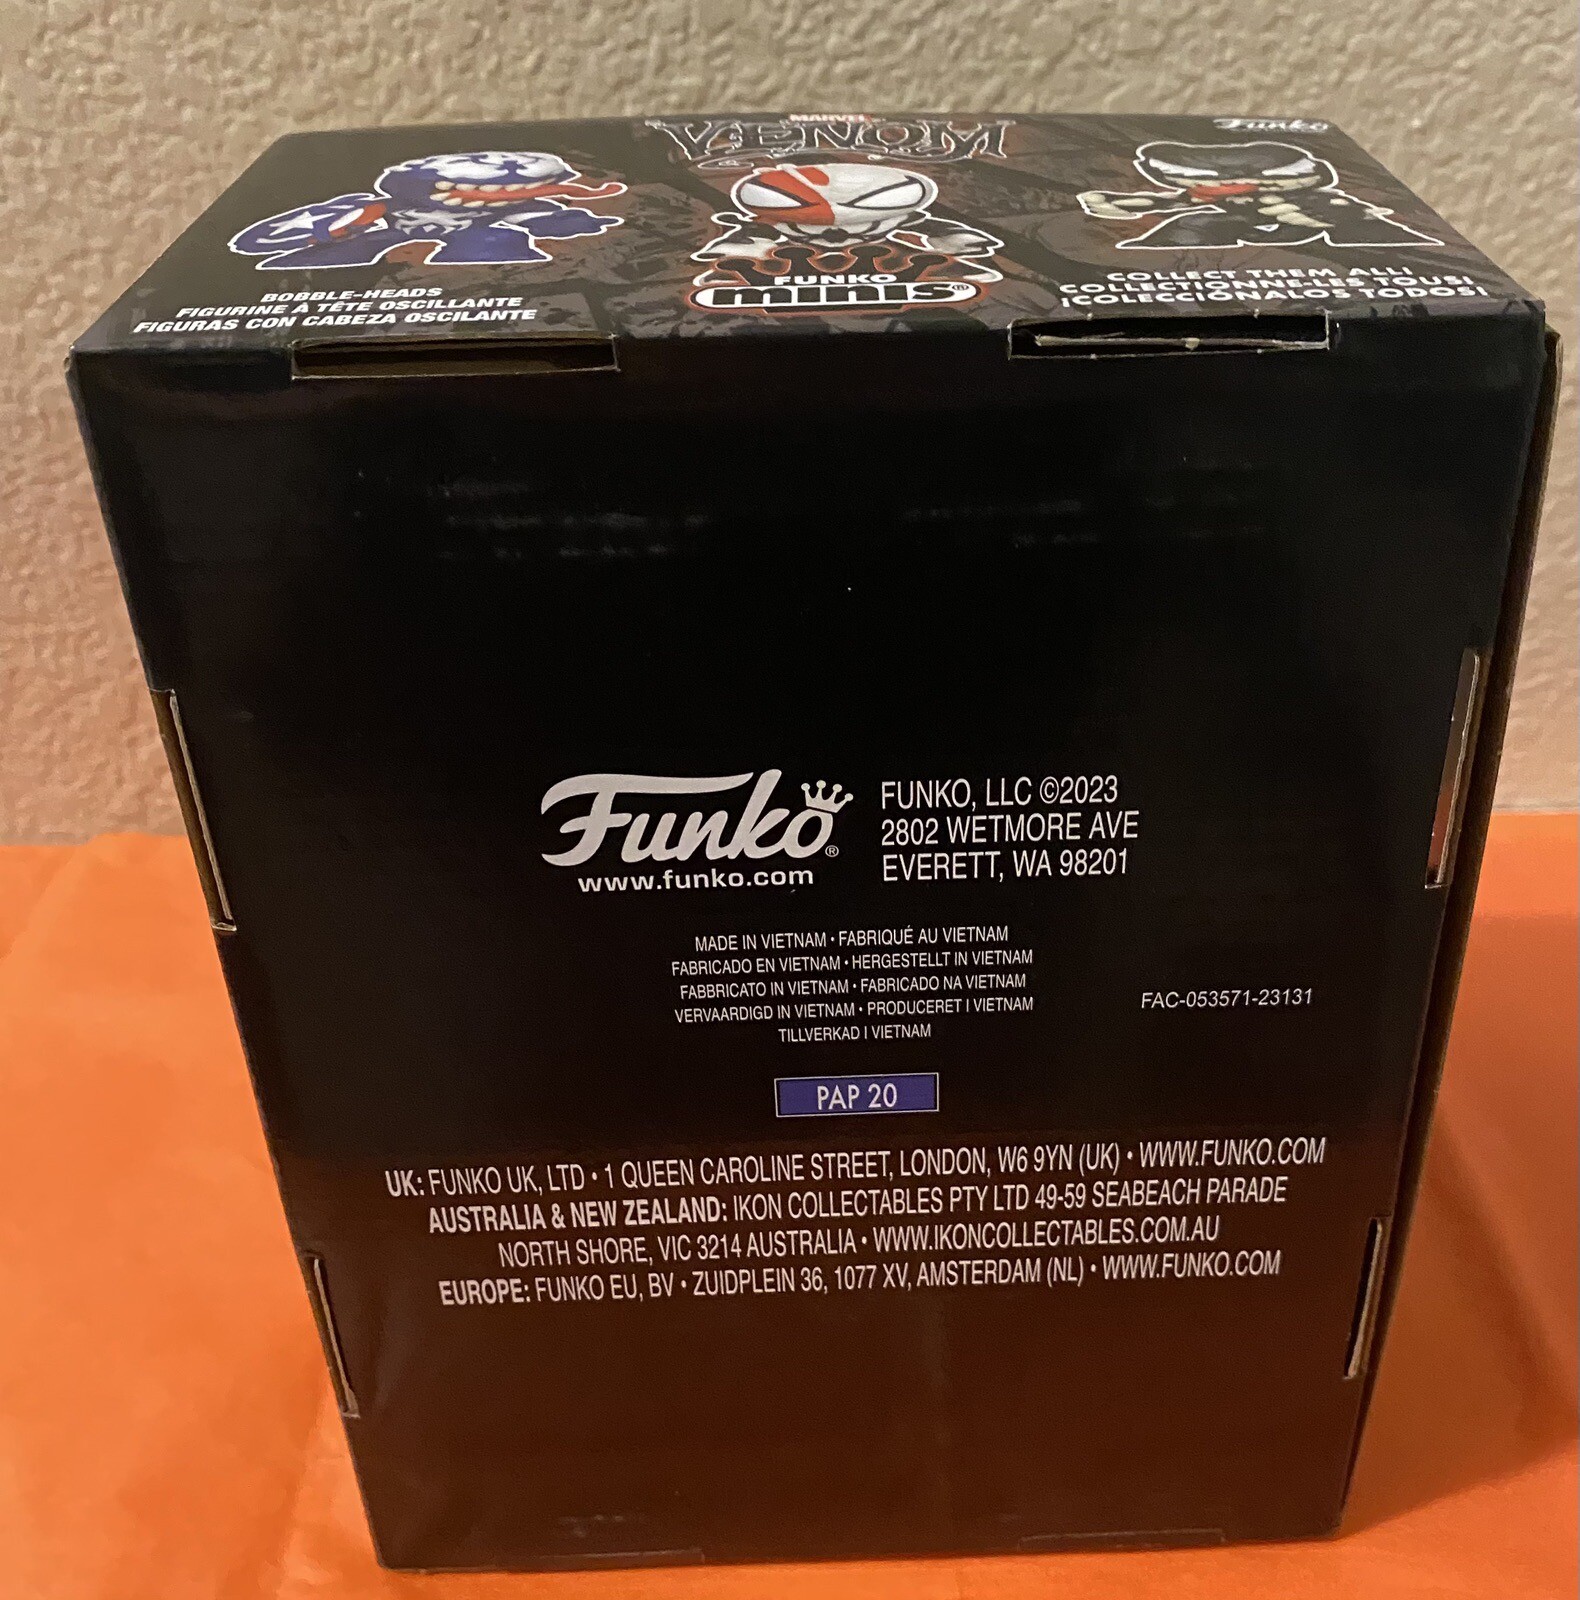 MARVEL
VENOM
Funko
BOBBLE-HEADS
FIGURINE À TÊTE OSCILLANTE
FIGURAS CON CABEZA OSCILANTE
FUNKO
minis®
COLLECT THEM ALL!
COLLECTIONNE-LES TOUS!
¡COLECCIÓNALOS TODOS!
Funko®
www.funko.com
FUNKO, LLC ©2023
2802 WETMORE AVE
EVERETT, WA 98201
MADE IN VIETNAM • FABRIQUÉ AU VIETNAM
FABRICADO EN VIETNAM • HERGESTELLT IN VIETNAM
FABBRICATO IN VIETNAM • FABRICADO NA VIETNAM
VERVAARDIGD IN VIETNAM • PRODUCERET I VIETNAM
TILLVERKAD I VIETNAM
FAC-053571-23131
PAP 20
UK: FUNKO UK, LTD • 1 QUEEN CAROLINE STREET, LONDON, W6 9YN (UK) • WWW.FUNKO.COM
AUSTRALIA & NEW ZEALAND: IKON COLLECTABLES PTY LTD 49-59 SEABEACH PARADE
NORTH SHORE, VIC 3214 AUSTRALIA • WWW.IKONCOLLECTABLES.COM.AU
EUROPE: FUNKO EU, BV • ZUIDPLEIN 36, 1077 XV, AMSTERDAM (NL) • WWW.FUNKO.COM